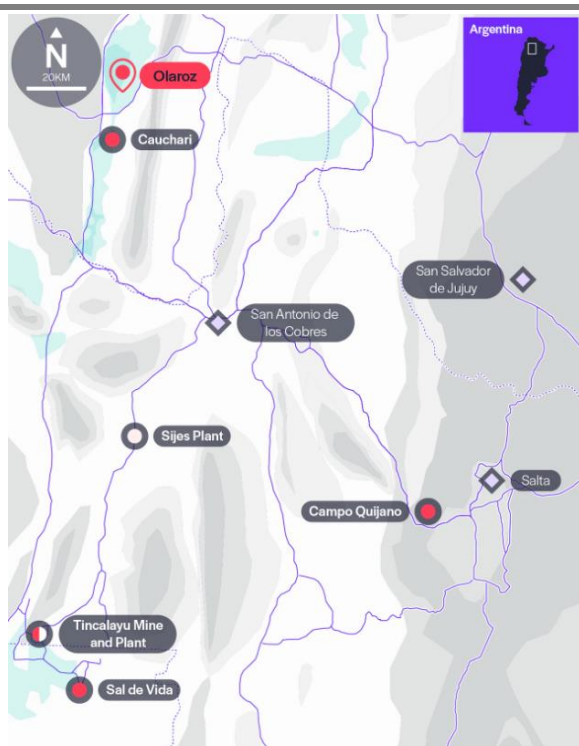 N
20KM
Argentina
Olaroz
Cauchari
San Salvador
de Jujuy
San Antonio de
los Cobres
Sijes Plant
Salta
Campo Quijano
Tincalayu Mine
and Plant
Sal de Vida